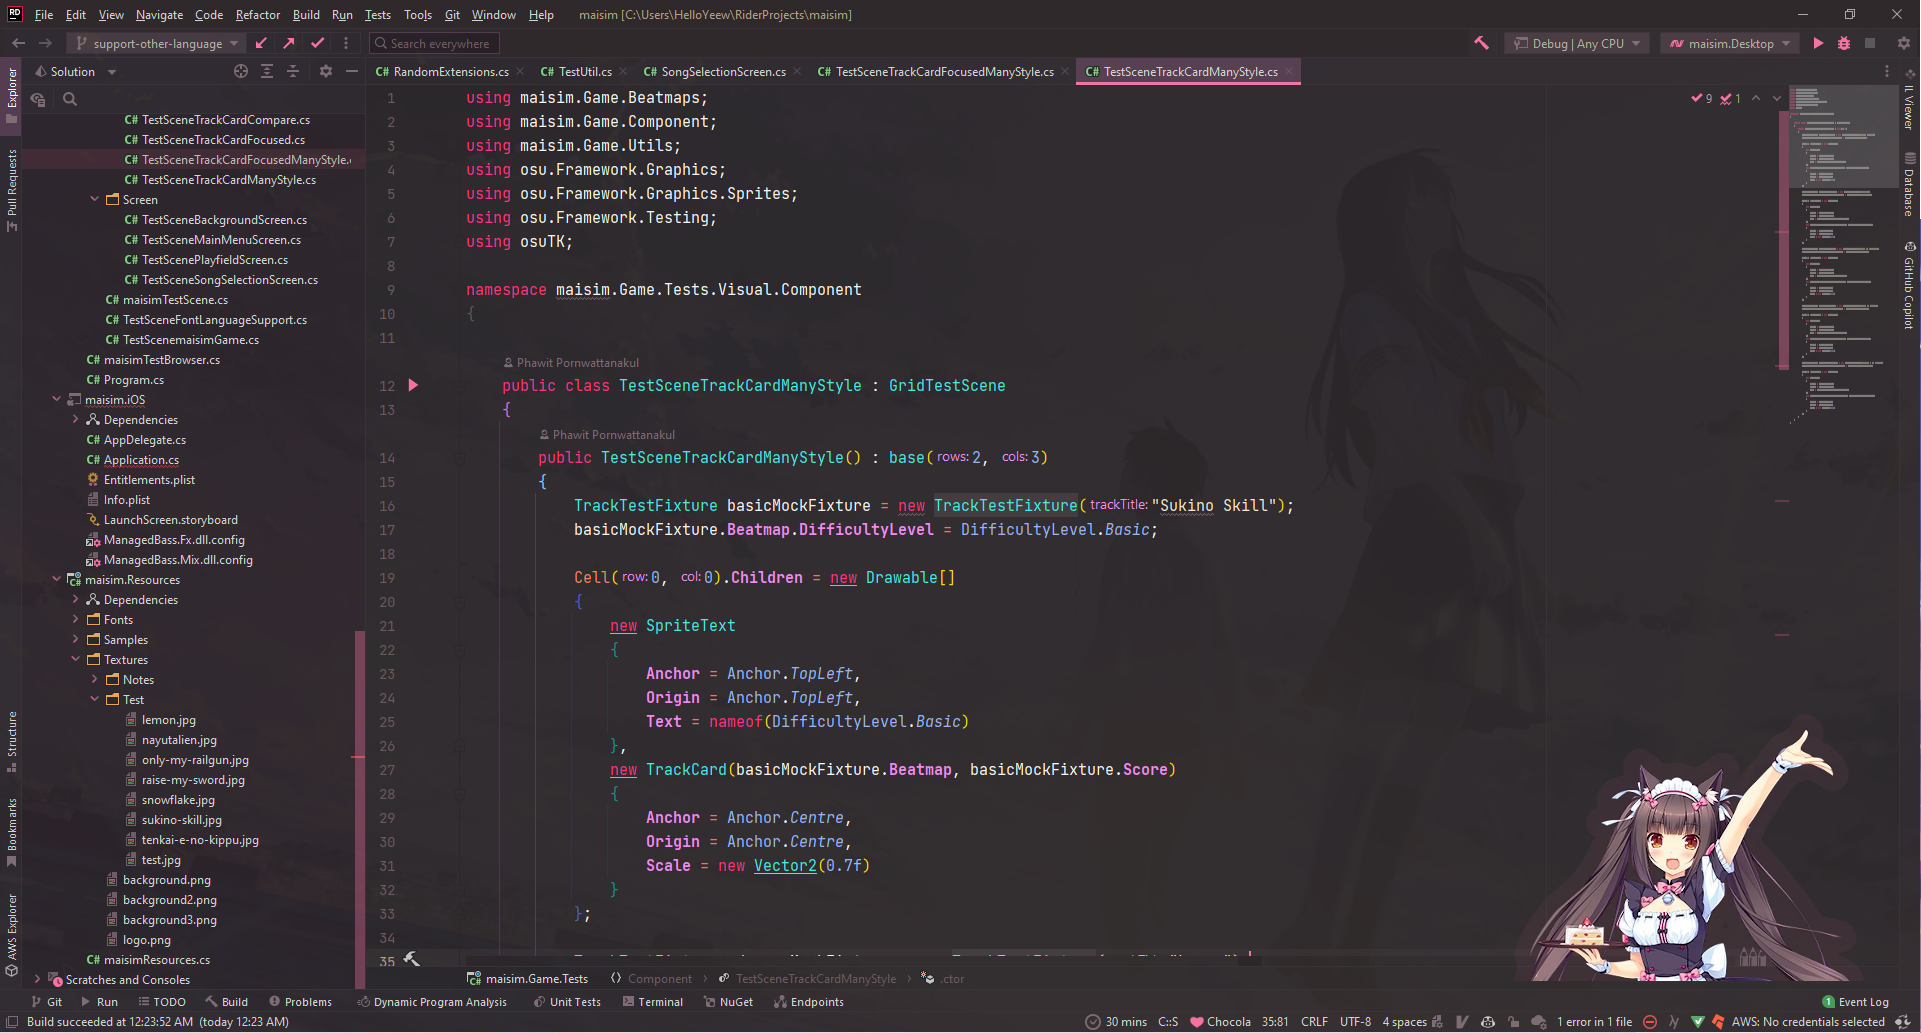 RD File Edit View Navigate Code Refactor Build Run Tests Tools Git Window Help maisim [C:\Users\HelloYeew\RiderProjects\maisim]
support-other-language Search everywhere Debug | Any CPU maisim.Desktop
Solution
C# RandomExtensions.cs C# TestUtil.cs C# SongSelectionScreen.cs C# TestSceneTrackCardFocusedManyStyle.cs C# TestSceneTrackCardManyStyle.cs
Explorer
Pull Requests
Structure
Bookmarks
AWS Explorer
C# TestSceneTrackCardCompare.cs
C# TestSceneTrackCardFocused.cs
C# TestSceneTrackCardFocusedManyStyle.
C# TestSceneTrackCardManyStyle.cs
Screen
C# TestSceneBackgroundScreen.cs
C# TestSceneMainMenuScreen.cs
C# TestScenePlayfieldScreen.cs
C# TestSceneSongSelectionScreen.cs
C# maisimTestScene.cs
C# TestSceneFontLanguageSupport.cs
C# TestScenemaisimGame.cs
C# maisimTestBrowser.cs
C# Program.cs
maisim.iOS
Dependencies
C# AppDelegate.cs
C# Application.cs
Entitlements.plist
Info.plist
LaunchScreen.storyboard
ManagedBass.Fx.dll.config
ManagedBass.Mix.dll.config
maisim.Resources
Dependencies
Fonts
Samples
Textures
Notes
Test
lemon.jpg
nayutalien.jpg
only-my-railgun.jpg
raise-my-sword.jpg
snowflake.jpg
sukino-skill.jpg
tenkai-e-no-kippu.jpg
test.jpg
background.png
background2.png
background3.png
logo.png
C# maisimResources.cs
Scratches and Consoles
1 using maisim.Game.Beatmaps;
2 using maisim.Game.Component;
3 using maisim.Game.Utils;
4 using osu.Framework.Graphics;
5 using osu.Framework.Graphics.Sprites;
6 using osu.Framework.Testing;
7 using osuTK;
8
9 namespace maisim.Game.Tests.Visual.Component
10 {
11
Phawit Pornwattanakul
12 public class TestSceneTrackCardManyStyle : GridTestScene
13 {
Phawit Pornwattanakul
14 public TestSceneTrackCardManyStyle() : base(rows: 2, cols: 3)
15 {
16 TrackTestFixture basicMockFixture = new TrackTestFixture(trackTitle: "Sukino Skill");
17 basicMockFixture.Beatmap.DifficultyLevel = DifficultyLevel.Basic;
18
19 Cell(row: 0, col: 0).Children = new Drawable[]
20 {
21 new SpriteText
22 {
23 Anchor = Anchor.TopLeft,
24 Origin = Anchor.TopLeft,
25 Text = nameof(DifficultyLevel.Basic)
26 },
27 new TrackCard(basicMockFixture.Beatmap, basicMockFixture.Score)
28 {
29 Anchor = Anchor.Centre,
30 Origin = Anchor.Centre,
31 Scale = new Vector2(0.7f)
32 }
33 };
34
35
9 1
IL Viewer
Database
GitHub Copilot
maisim.Game.Tests Component TestSceneTrackCardManyStyle .ctor
Git Run TODO Build Problems Dynamic Program Analysis Unit Tests Terminal NuGet Endpoints 1 Event Log
Build succeeded at 12:23:52 AM (today 12:23 AM) 30 mins C::S Chocola 35:81 CRLF UTF-8 4 spaces 1 error in 1 file AWS: No credentials selected